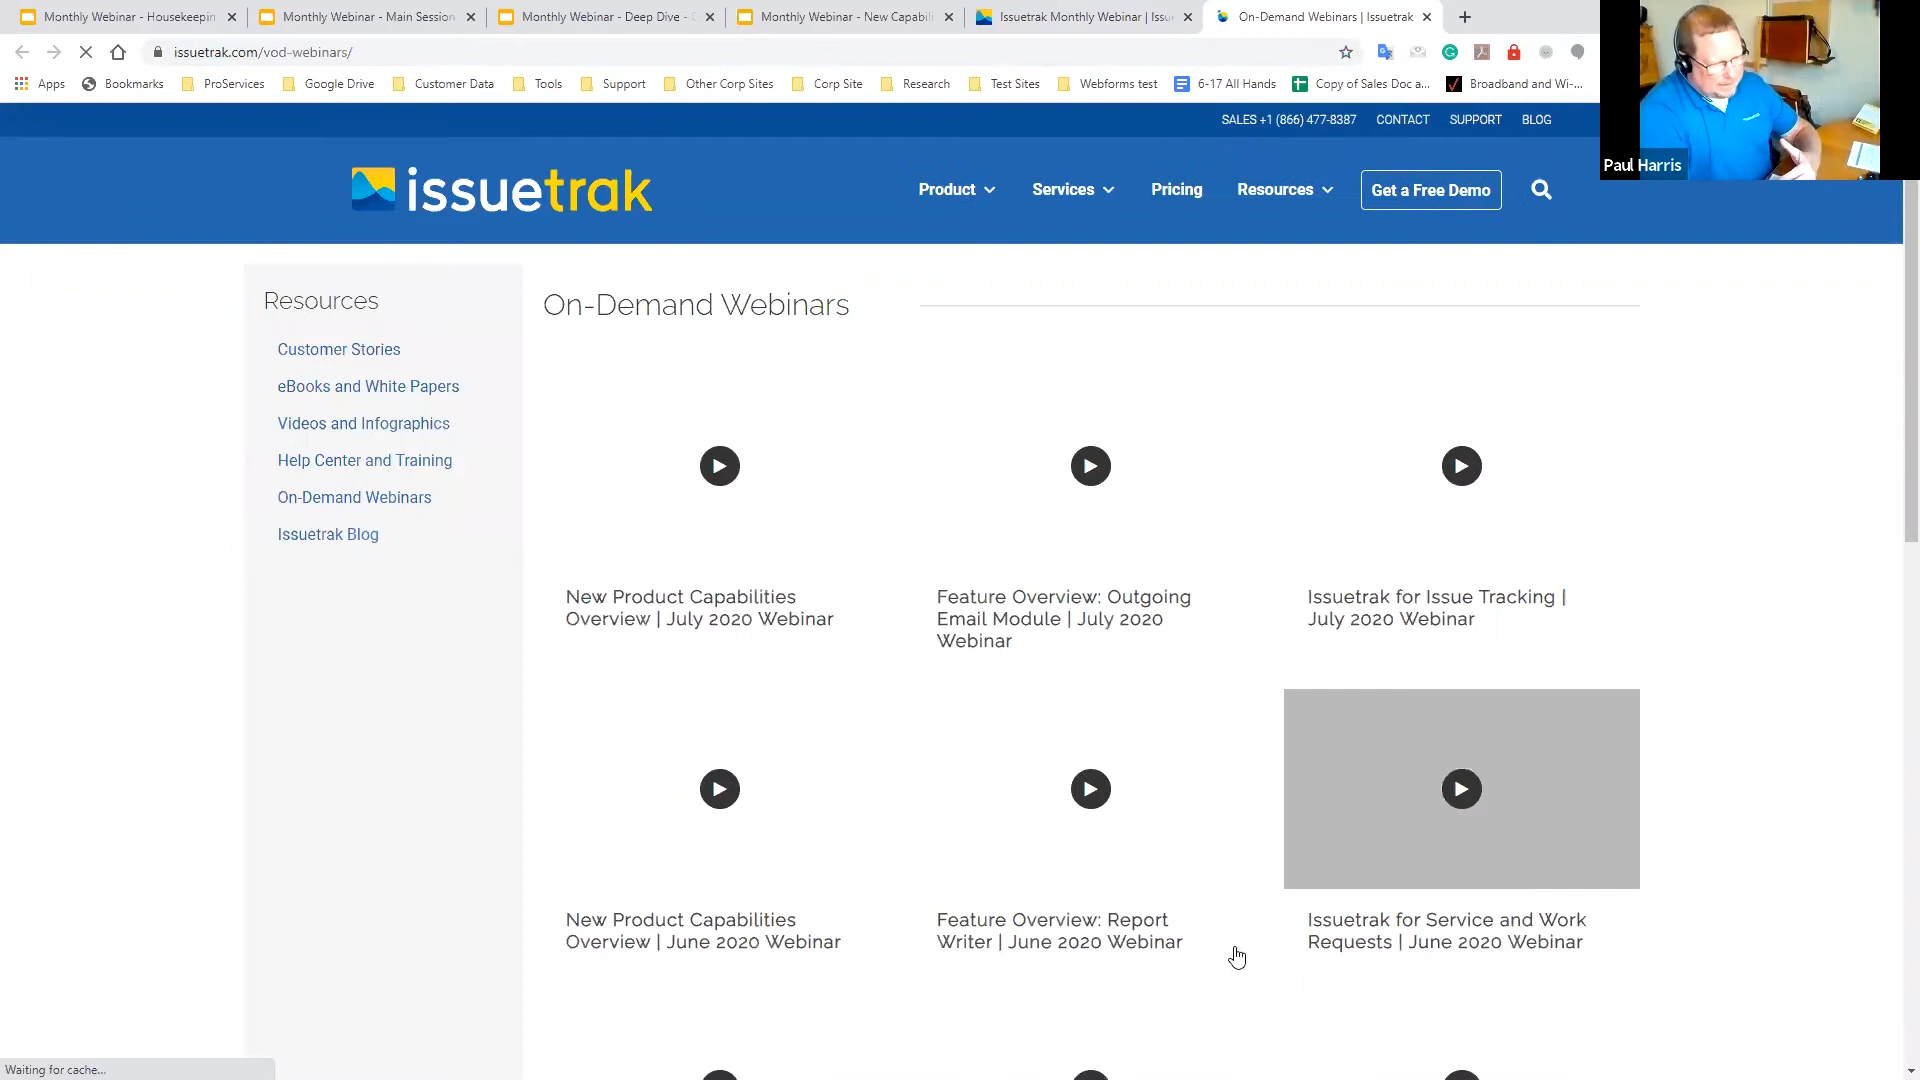 Monthly Webinar - Housekeepin
Monthly Webinar - Main Session
Monthly Webinar - Deep Dive -
Monthly Webinar - New Capabili
Issuetrak Monthly Webinar | Issu
On-Demand Webinars | Issuetrak
issuetrak.com/vod-webinars/
Apps
Bookmarks
ProServices
Google Drive
Customer Data
Tools
Support
Other Corp Sites
Corp Site
Research
Test Sites
Webforms test
6-17 All Hands
Copy of Sales Doc a...
Broadband and Wi-...
Paul Harris
SALES +1 (866) 477-8387
CONTACT
SUPPORT
BLOG
issuetrak
Product
Services
Pricing
Resources
Get a Free Demo
Resources
Customer Stories
eBooks and White Papers
Videos and Infographics
Help Center and Training
On-Demand Webinars
Issuetrak Blog
On-Demand Webinars
New Product Capabilities
Overview | July 2020 Webinar
Feature Overview: Outgoing
Email Module | July 2020
Webinar
Issuetrak for Issue Tracking |
July 2020 Webinar
New Product Capabilities
Overview | June 2020 Webinar
Feature Overview: Report
Writer | June 2020 Webinar
Issuetrak for Service and Work
Requests | June 2020 Webinar
Waiting for cache...